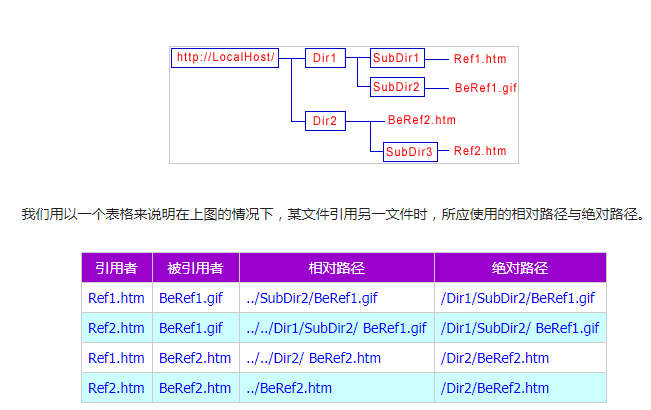 http://LocalHost/ Dir1 SubDir1 Ref1.htm
SubDir2 BeRef1.gif
Dir2 BeRef2.htm
SubDir3 Ref2.htm
我们用以一个表格来说明在上图的情况下，某文件引用另一文件时，所应使用的相对路径与绝对路径。
引用者 被引用者 相对路径 绝对路径
Ref1.htm BeRef1.gif ../SubDir2/BeRef1.gif /Dir1/SubDir2/BeRef1.gif
Ref2.htm BeRef1.gif ../../Dir1/SubDir2/ BeRef1.gif /Dir1/SubDir2/ BeRef1.gif
Ref1.htm BeRef2.htm ../../Dir2/ BeRef2.htm /Dir2/BeRef2.htm
Ref2.htm BeRef2.htm ../BeRef2.htm /Dir2/BeRef2.htm